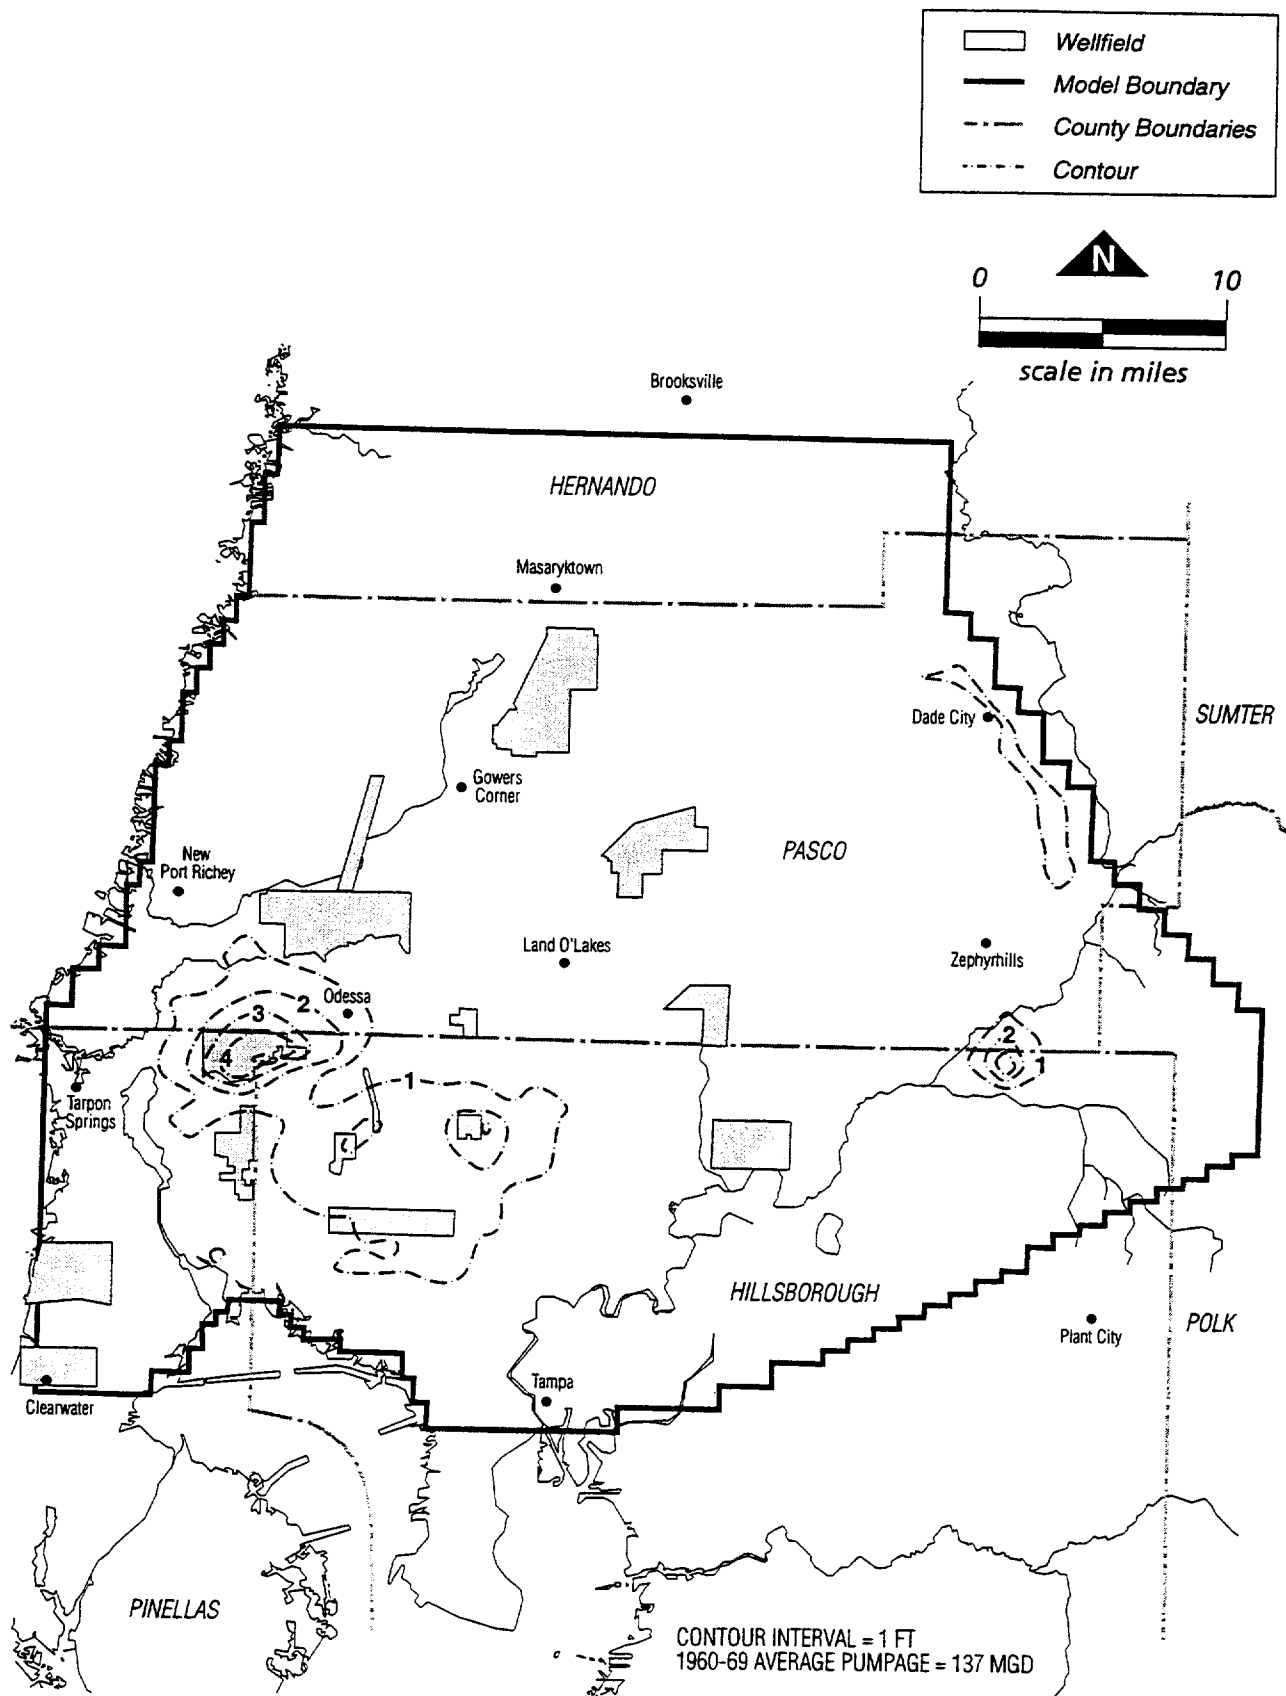 Wellfield
Model Boundary
County Boundaries
Contour
N
0
10
scale in miles
Brooksville
HERNANDO
Masaryktown
Dade City
SUMTER
Gowers
Corner
PASCO
New
Port Richey
Land O'Lakes
Zephyrhills
Odessa
3
2
4
2
1
1
Tarpon
Springs
HILLSBOROUGH
Plant City
POLK
Tampa
Clearwater
PINELLAS
CONTOUR INTERVAL = 1 FT
1960-69 AVERAGE PUMPAGE = 137 MGD